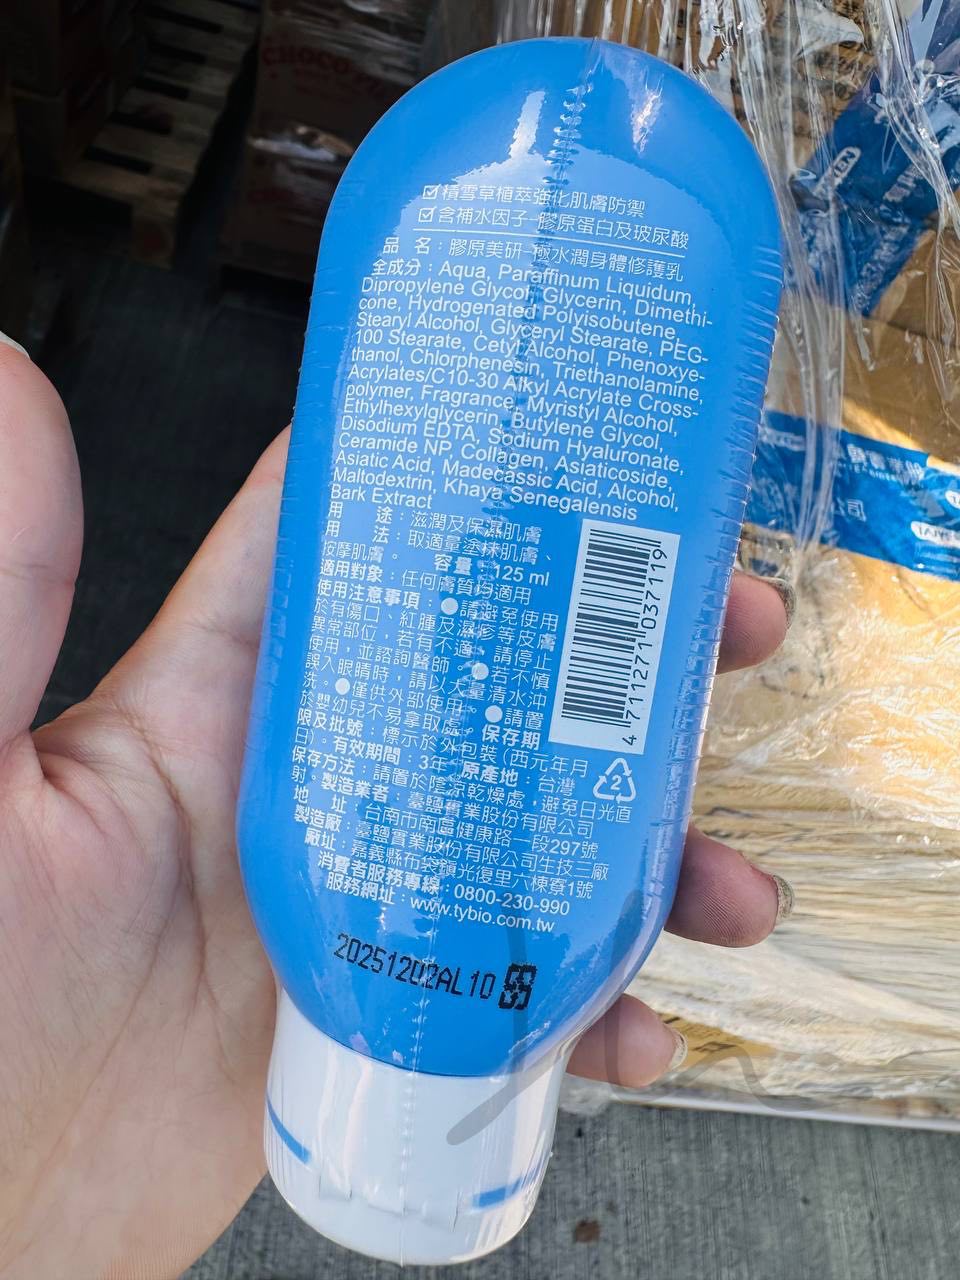 ☑積雪草植萃強化肌膚防禦
☑含補水因子-膠原蛋白及玻尿酸
品 名：膠原美研-極水潤身體修護乳
全成分：Aqua, Paraffinum Liquidum,
Dipropylene Glycol, Glycerin, Dimethi-
cone, Hydrogenated Polyisobutene,
Stearyl Alcohol, Glyceryl Stearate, PEG-
100 Stearate, Cetyl Alcohol, Phenoxye-
thanol, Chlorphenesin, Triethanolamine,
Acrylates/C10-30 Alkyl Acrylate Cross-
polymer, Fragrance, Myristyl Alcohol,
Ethylhexylglycerin, Butylene Glycol,
Disodium EDTA, Sodium Hyaluronate,
Ceramide NP, Collagen, Asiaticoside,
Asiatic Acid, Madecassic Acid, Alcohol,
Maltodextrin, Khaya Senegalensis
Bark Extract
用 途：滋潤及保濕肌膚
用 法：取適量塗抹肌膚、
按摩肌膚。 容量：125 ml
適用對象：任何膚質均適用
使用注意事項：●請避免使用
於有傷口、紅腫及濕疹等皮膚
異常部位，若有不適，請停止
使用，並諮詢醫師。●若不慎
誤入眼睛時，請以大量清水沖
洗。●僅供外部使用。●請置
於嬰幼兒不易拿取處。保存期
限及批號：標示於外包裝(西元年月
日)。有效期間：3年 原產地：台灣
保存方法：請置於陰涼乾燥處，避免日光直
射。製造業者：臺鹽實業股份有限公司
地 址：台南市南區健康路一段297號
製造廠：臺鹽實業股份有限公司生技三廠
廠址：嘉義縣布袋鎮光復里六棟寮1號
消費者服務專線：0800-230-990
服務網址：www.tybio.com.tw
4 711271 037119
2
20251202AL10